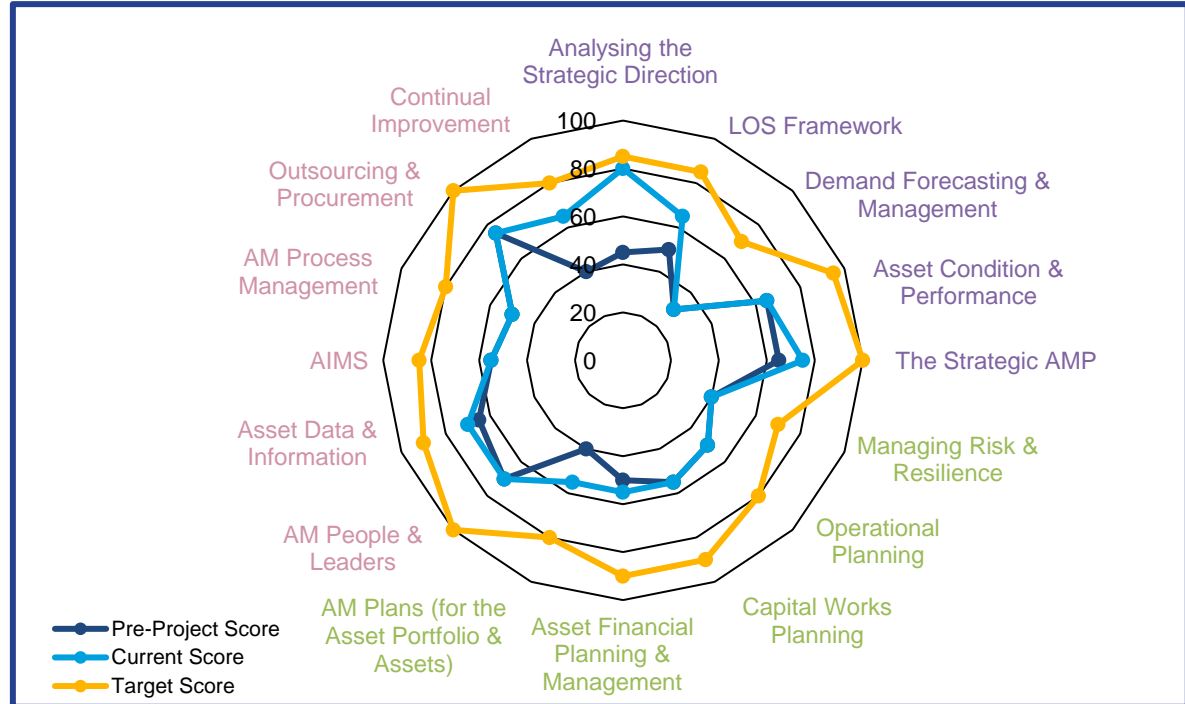 Analysing the
Strategic Direction
LOS Framework
Demand Forecasting &
Management
Asset Condition &
Performance
The Strategic AMP
Managing Risk &
Resilience
Operational
Planning
Capital Works
Planning
Asset Financial
Planning &
Management
AM Plans (for the
Asset Portfolio &
Assets)
AM People &
Leaders
Asset Data &
Information
AIMS
AM Process
Management
Outsourcing &
Procurement
Continual
Improvement
100
80
60
40
20
0
Pre-Project Score
Current Score
Target Score